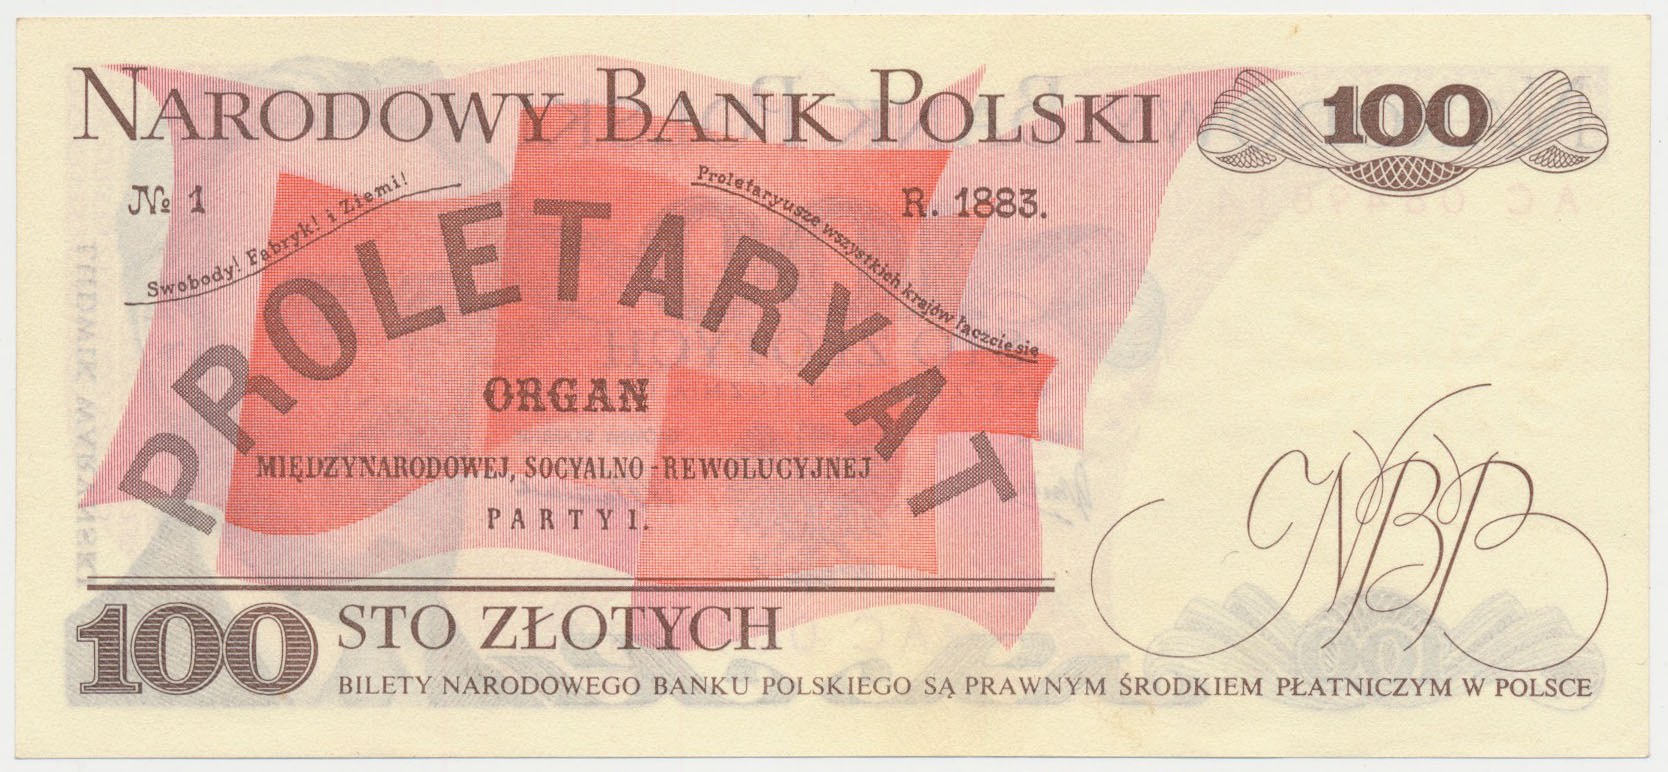 NARODOWY BANK POLSKI
100
№ 1
R. 1883.
Swobody! Fabryk! i Ziemi!
Proletaryusze wszystkich krajów łączcie się
PROLETARYAT
ORGAN
MIĘDZYNARODOWEJ, SOCYALNO-REWOLUCYJNEJ
PARTYI.
NBP
100 STO ZŁOTYCH
BILETY NARODOWEGO BANKU POLSKIEGO SĄ PRAWNYM ŚRODKIEM PŁATNICZYM W POLSCE